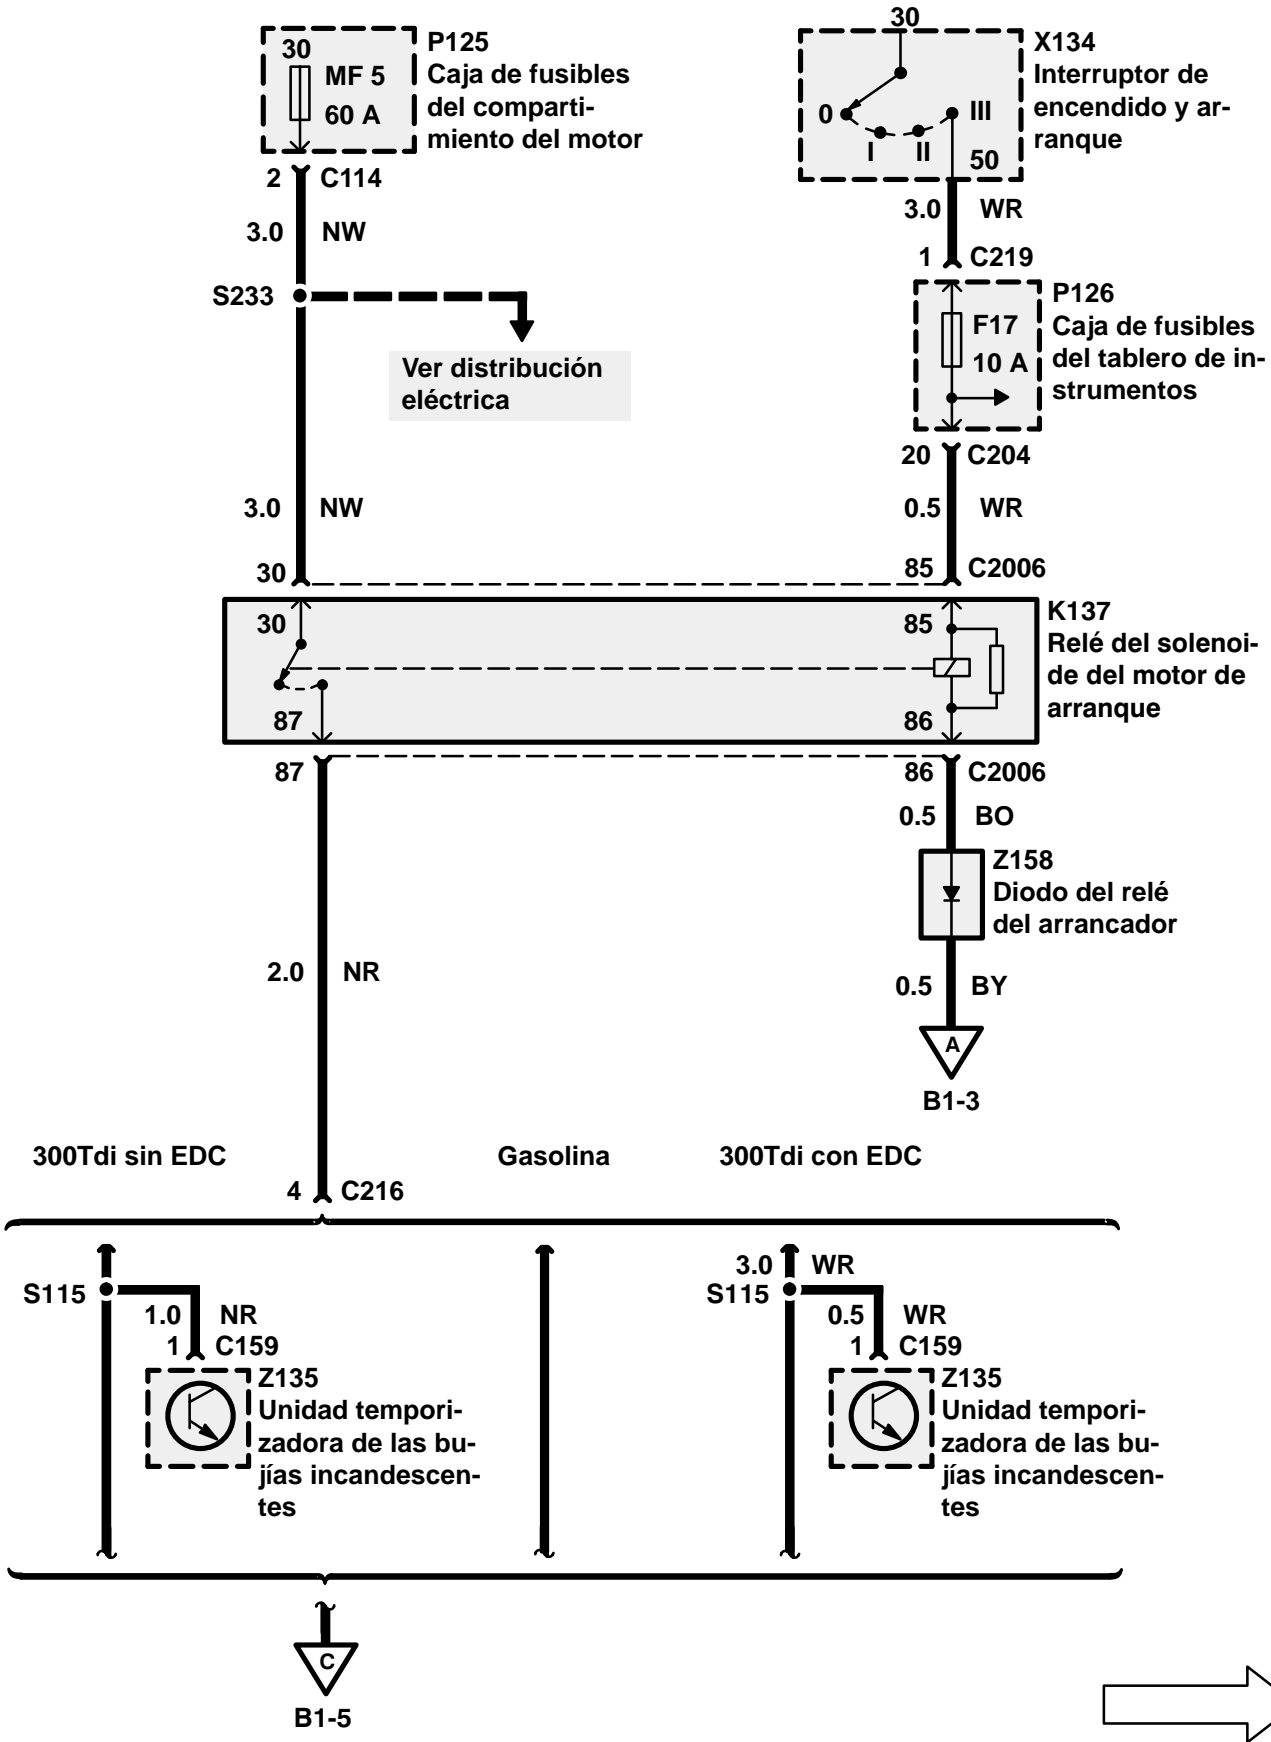 30
MF 5
60 A
P125
Caja de fusibles
del comparti-
miento del motor
2 C114
3.0 NW
S233
Ver distribución
eléctrica
3.0 NW
30
30
X134
Interruptor de
encendido y ar-
ranque
0
I
II
III
50
3.0 WR
1 C219
P126
Caja de fusibles
del tablero de in-
strumentos
F17
10 A
20 C204
0.5 WR
85 C2006
30
87
85
86
K137
Relé del solenoi-
de del motor de
arranque
87
86 C2006
0.5 BO
Z158
Diodo del relé
del arrancador
2.0 NR
0.5 BY
A
B1-3
300Tdi sin EDC
Gasolina
300Tdi con EDC
4 C216
S115
1.0 NR
1 C159
Z135
Unidad tempori-
zadora de las bu-
jías incandescen-
tes
3.0 WR
S115
0.5 WR
1 C159
Z135
Unidad tempori-
zadora de las bu-
jías incandescen-
tes
C
B1-5